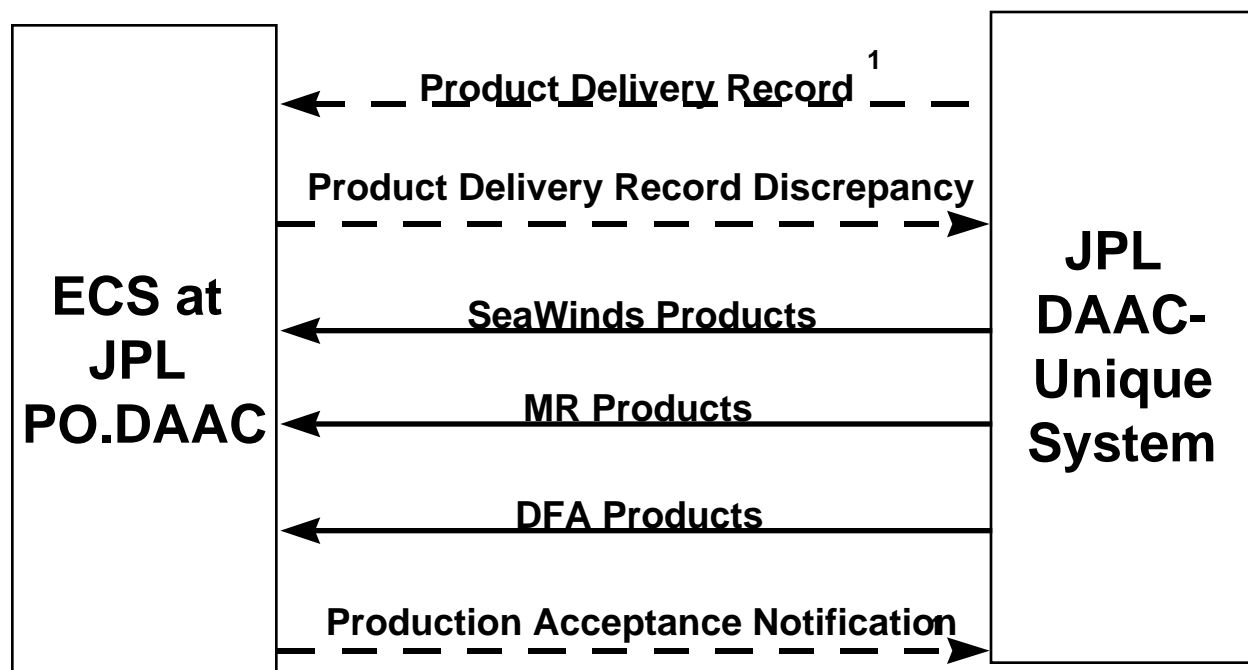 1
Product Delivery Record
Product Delivery Record Discrepancy
ECS at
JPL
PO.DAAC
SeaWinds Products
MR Products
DFA Products
Production Acceptance Notification
JPL
DAAC-
Unique
System